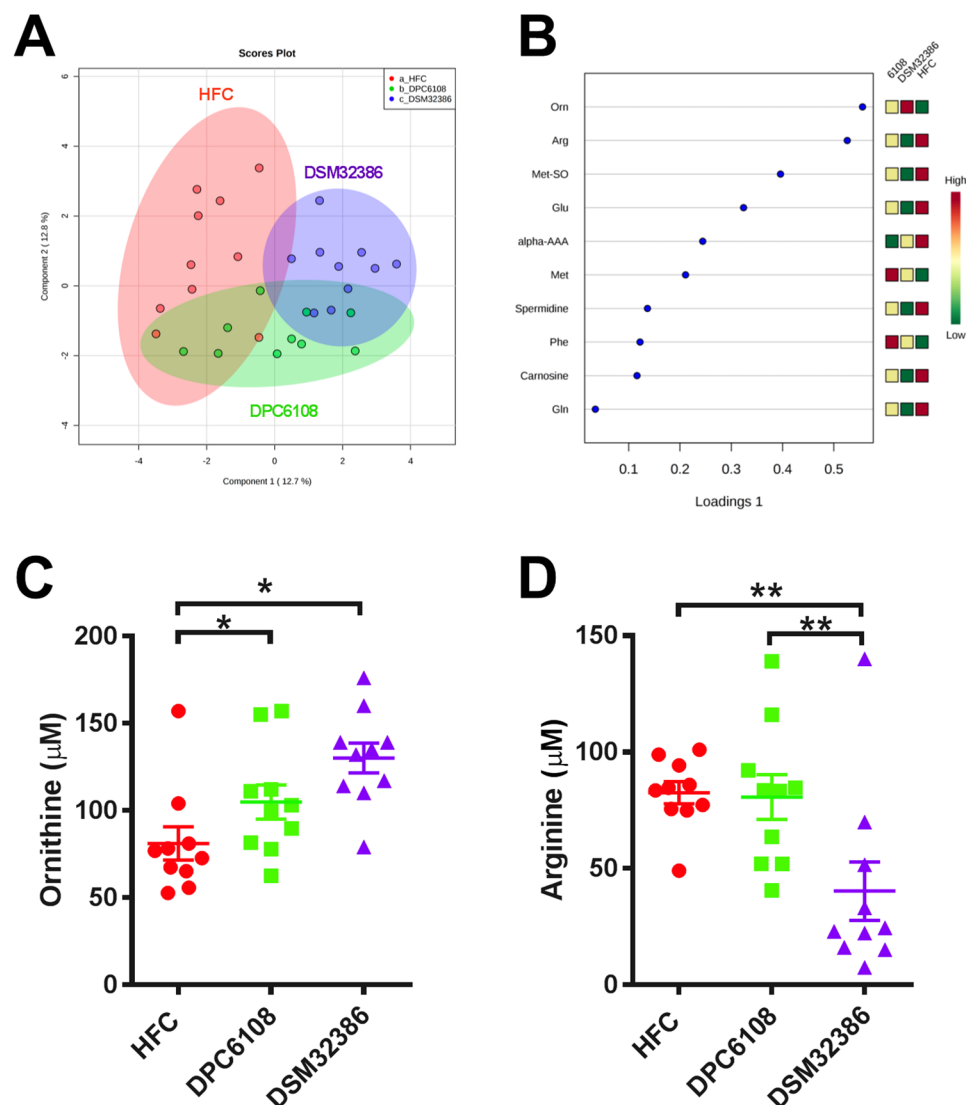 A
Scores Plot
a_HFC
b_DPC6108
c_DSM32386
HFC
DSM32386
DPC6108
Component 2 ( 12.8 %)
6
4
2
0
-2
-4
-4
-2
0
2
4
Component 1 ( 12.7 %)
B
6108
DSM32386
HFC
Orn
Arg
Met-SO
Glu
alpha-AAA
Met
Spermidine
Phe
Carnosine
Gln
High
Low
0.1
0.2
0.3
0.4
0.5
Loadings 1
C
*
*
Ornithine (μM)
200
150
100
50
0
HFC
DPC6108
DSM32386
D
**
**
Arginine (μM)
150
100
50
0
HFC
DPC6108
DSM32386